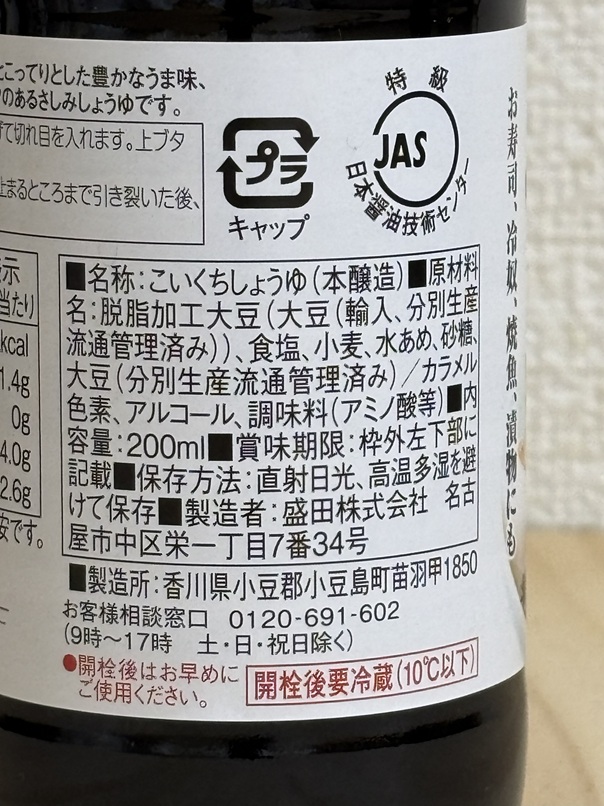 こってりとした豊かなうま味、
のあるさしみしょうゆです。
て切れ目を入れます。上ブタ
止まるところまで引き裂いた後、
プラ
キャップ
特級
JAS
日本醤油技術センター
お寿司、冷奴、焼魚、漬物にも
示
当たり
kcal
1.4g
0g
4.0g
2.6g
安です。
■名称：こいくちしょうゆ（本醸造）■原材料
名：脱脂加工大豆（大豆（輸入、分別生産
流通管理済み））、食塩、小麦、水あめ、砂糖、
大豆（分別生産流通管理済み）／カラメル
色素、アルコール、調味料（アミノ酸等）■内
容量：200ml■賞味期限：枠外左下部に
記載■保存方法：直射日光、高温多湿を避
けて保存■製造者：盛田株式会社　名古
屋市中区栄一丁目7番34号
■製造所：香川県小豆郡小豆島町苗羽甲1850
お客様相談窓口　0120-691-602
（9時～17時　土・日・祝日除く）
●開栓後はお早めに
ご使用ください。
開栓後要冷蔵（10℃以下）